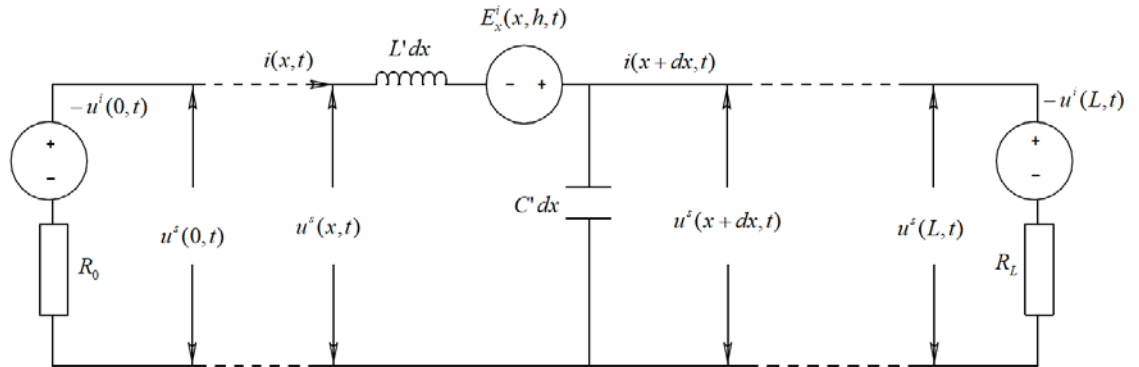 E_x^i(x,h,t)
i(x,t)
L'dx
i(x+dx,t)
-u^i(0,t)
-u^i(L,t)
- +
+
-
+
-
C'dx
u^s(0,t)
u^s(x,t)
u^s(x+dx,t)
u^s(L,t)
R_0
R_L